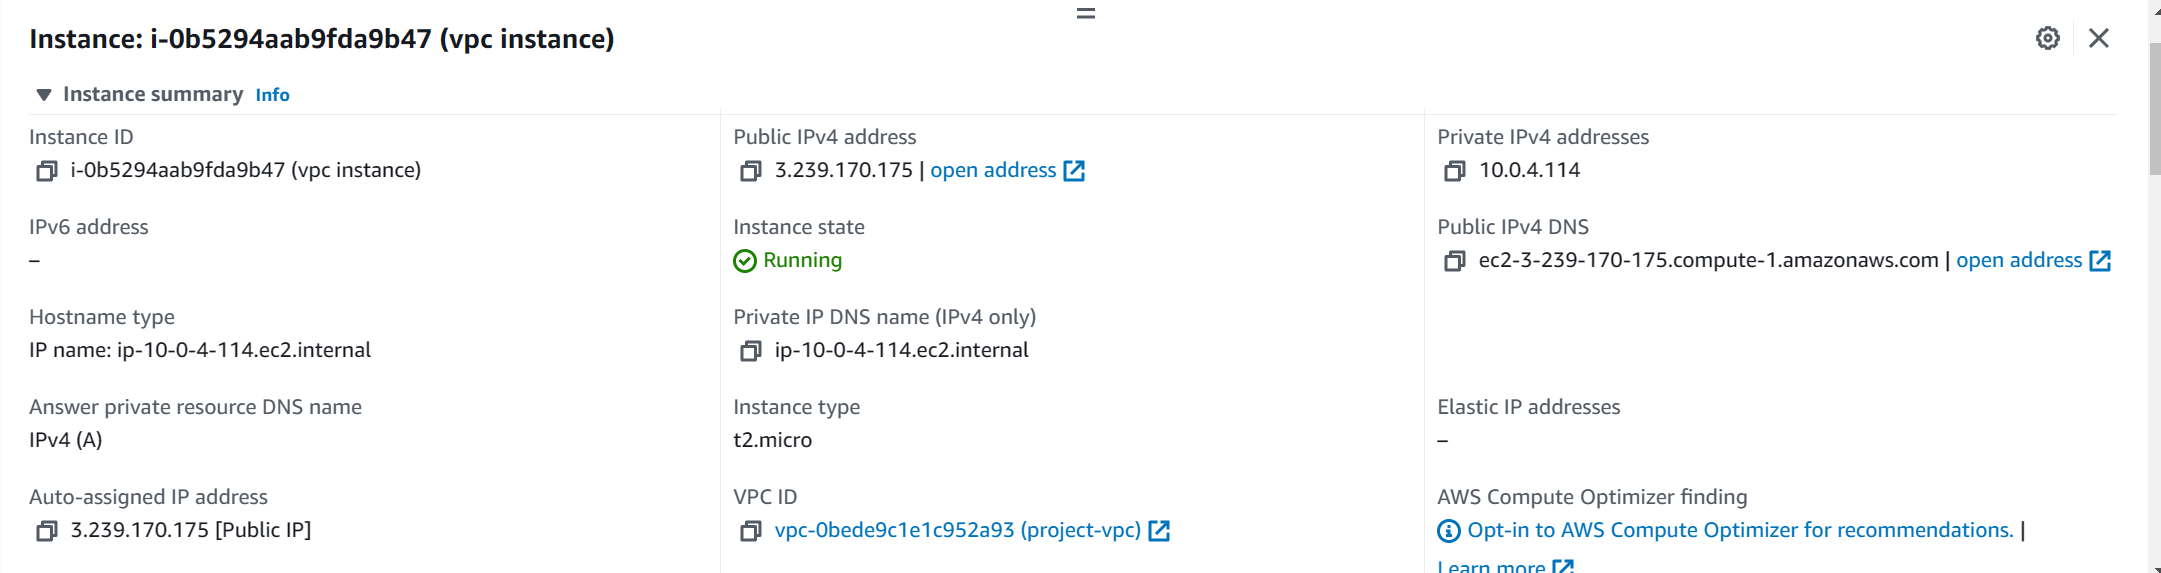 Instance: i-0b5294aab9fda9b47 (vpc instance)
Instance summary Info
Instance ID
i-0b5294aab9fda9b47 (vpc instance)
Public IPv4 address
3.239.170.175 | open address
Private IPv4 addresses
10.0.4.114
IPv6 address
–
Instance state
Running
Public IPv4 DNS
ec2-3-239-170-175.compute-1.amazonaws.com | open address
Hostname type
IP name: ip-10-0-4-114.ec2.internal
Private IP DNS name (IPv4 only)
ip-10-0-4-114.ec2.internal
Answer private resource DNS name
IPv4 (A)
Instance type
t2.micro
Elastic IP addresses
–
Auto-assigned IP address
3.239.170.175 [Public IP]
VPC ID
vpc-0bede9c1e1c952a93 (project-vpc)
AWS Compute Optimizer finding
Opt-in to AWS Compute Optimizer for recommendations. |
Learn more